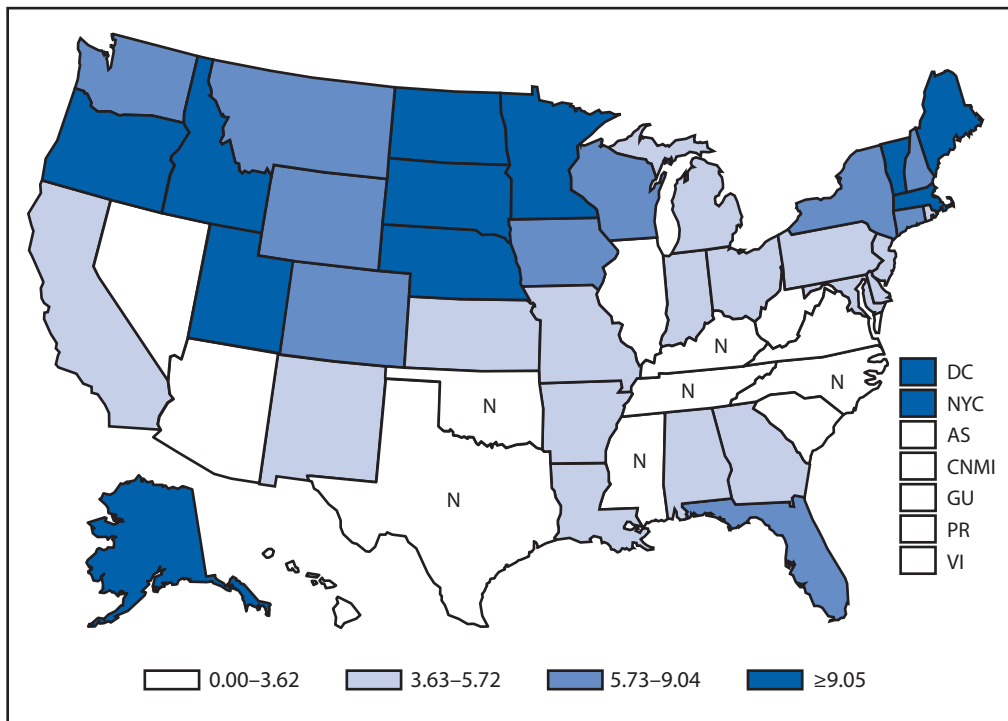 N
N
N
N
N
N
DC
NYC
AS
CNMI
GU
PR
VI
0.00–3.62
3.63–5.72
5.73–9.04
≥9.05